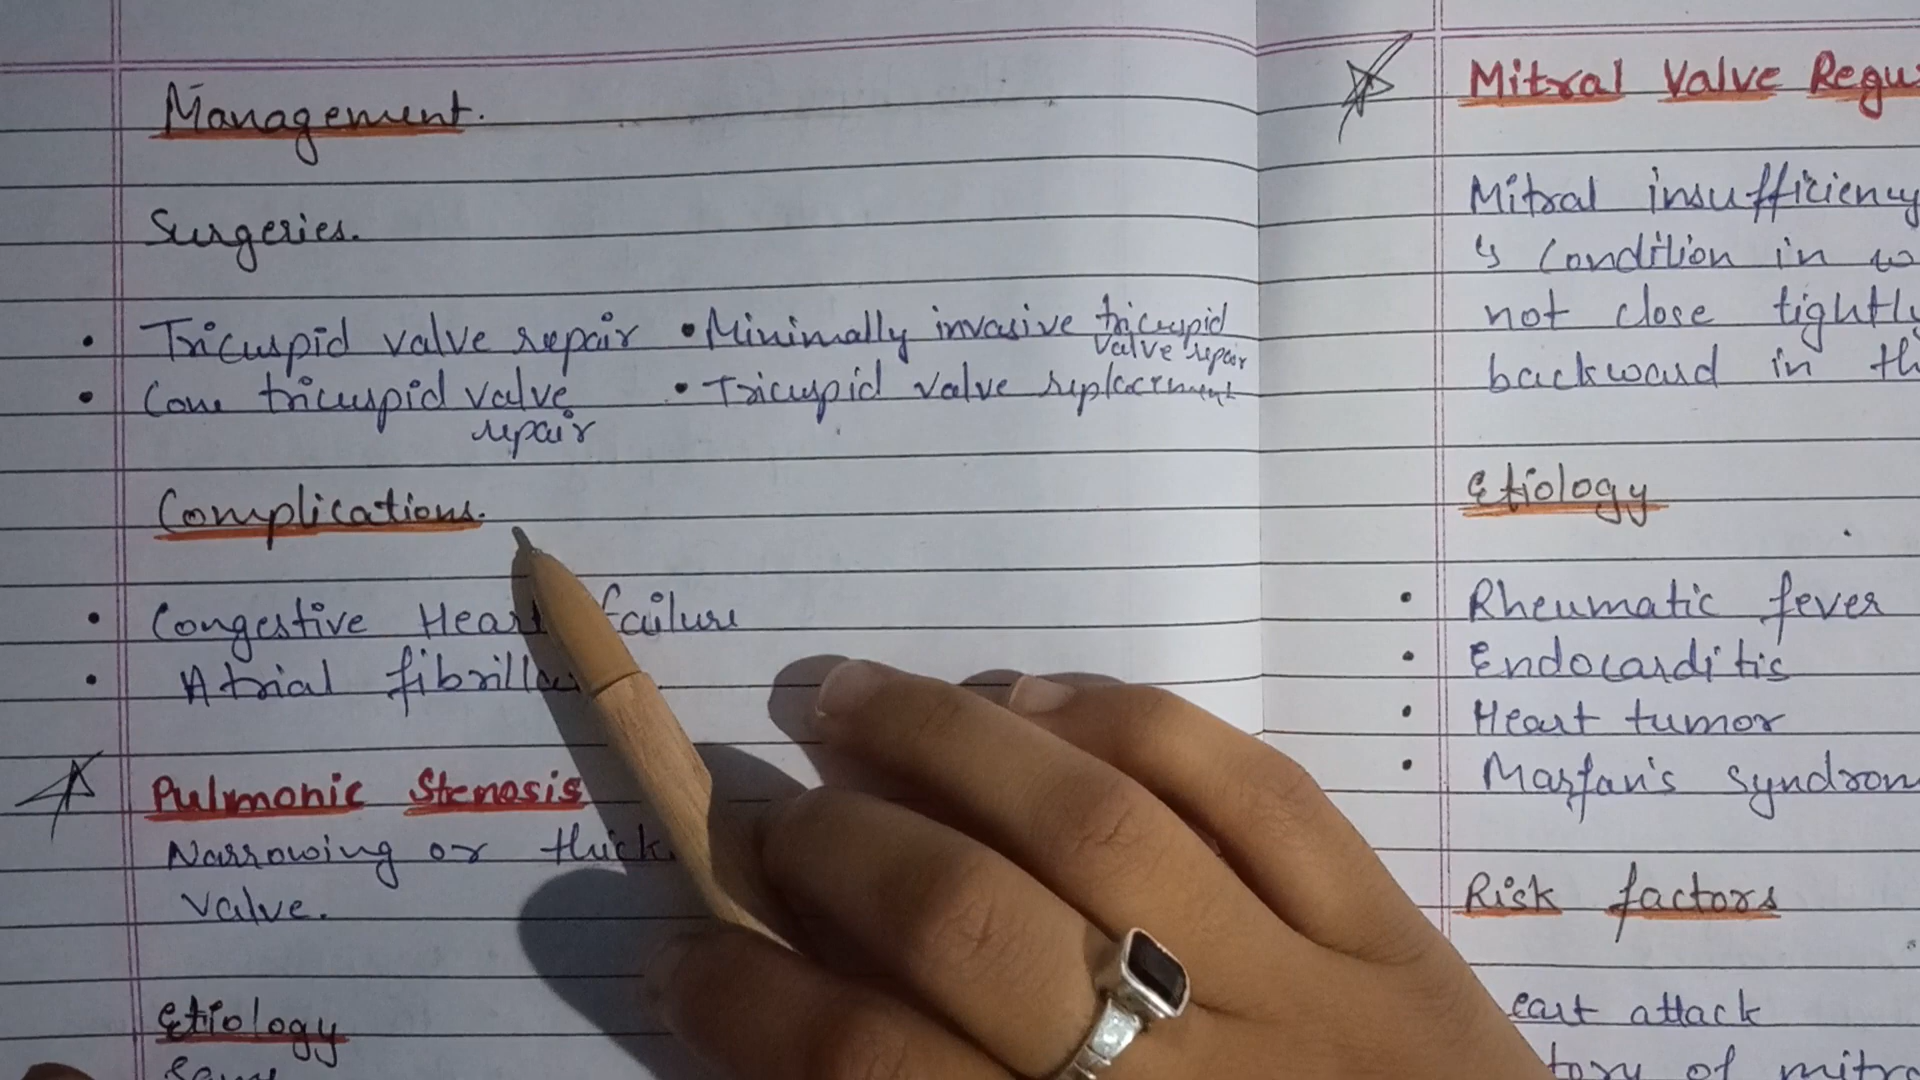 Management.
Surgeries.
• Tricuspid valve repair • Minimally invasive tricuspid valve repair
• Cone tricuspid valve repair • Tricuspid valve replacement
Complications.
• Congestive Heart failure
• Atrial
Pulmonic Stenosis
Narrowing or
valve.
Etiology
Mitral Valve
Mitral insufficiency
is condition in
not close tightly
backward in
Etiology
• Rheumatic fever
• Endocarditis
• Heart tumor
• Marfan's
Risk factors
attack
of